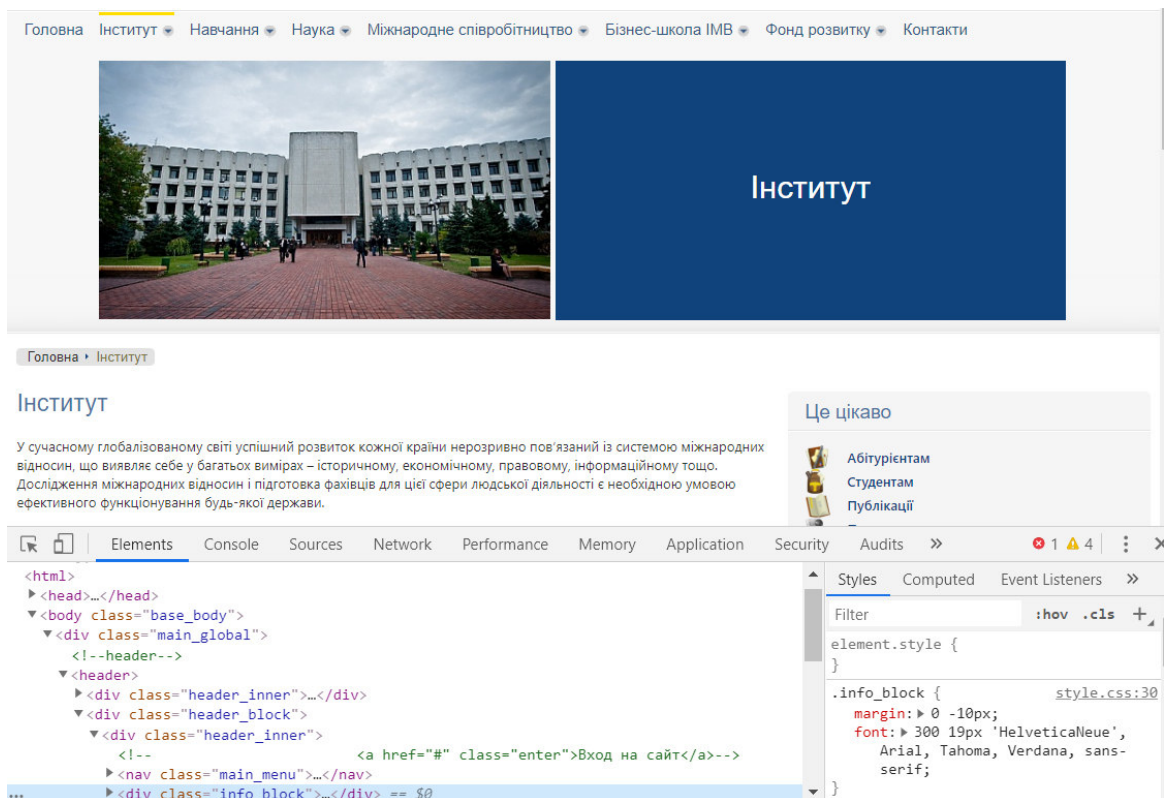 Головна Інститут Навчання Наука Міжнародне співробітництво Бізнес-школа ІМВ Фонд розвитку Контакти
Інститут
Головна Інститут
Інститут
У сучасному глобалізованому світі успішний розвиток кожної країни нерозривно пов'язаний із системою міжнародних
відносин, що виявляє себе у багатьох вимірах – історичному, економічному, правовому, інформаційному тощо.
Дослідження міжнародних відносин і підготовка фахівців для цієї сфери людської діяльності є необхідною умовою
ефективного функціонування будь-якої держави.
Це цікаво
Абітурієнтам
Студентам
Публікації
Elements Console Sources Network Performance Memory Application Security Audits » 1 4
<html>
<head>…</head>
<body class="base_body">
<div class="main_global">
<!--header-->
<header>
<div class="header_inner">…</div>
<div class="header_block">
<div class="header_inner">
<!-- <a href="#" class="enter">Вход на сайт</a>-->
<nav class="main_menu">…</nav>
... <div class="info_block">…</div> == $0
Styles Computed Event Listeners »
Filter :hov .cls +
element.style {
}
.info_block { style.css:30
margin: 0 -10px;
font: 300 19px 'HelveticaNeue',
Arial, Tahoma, Verdana, sans-
serif;
}